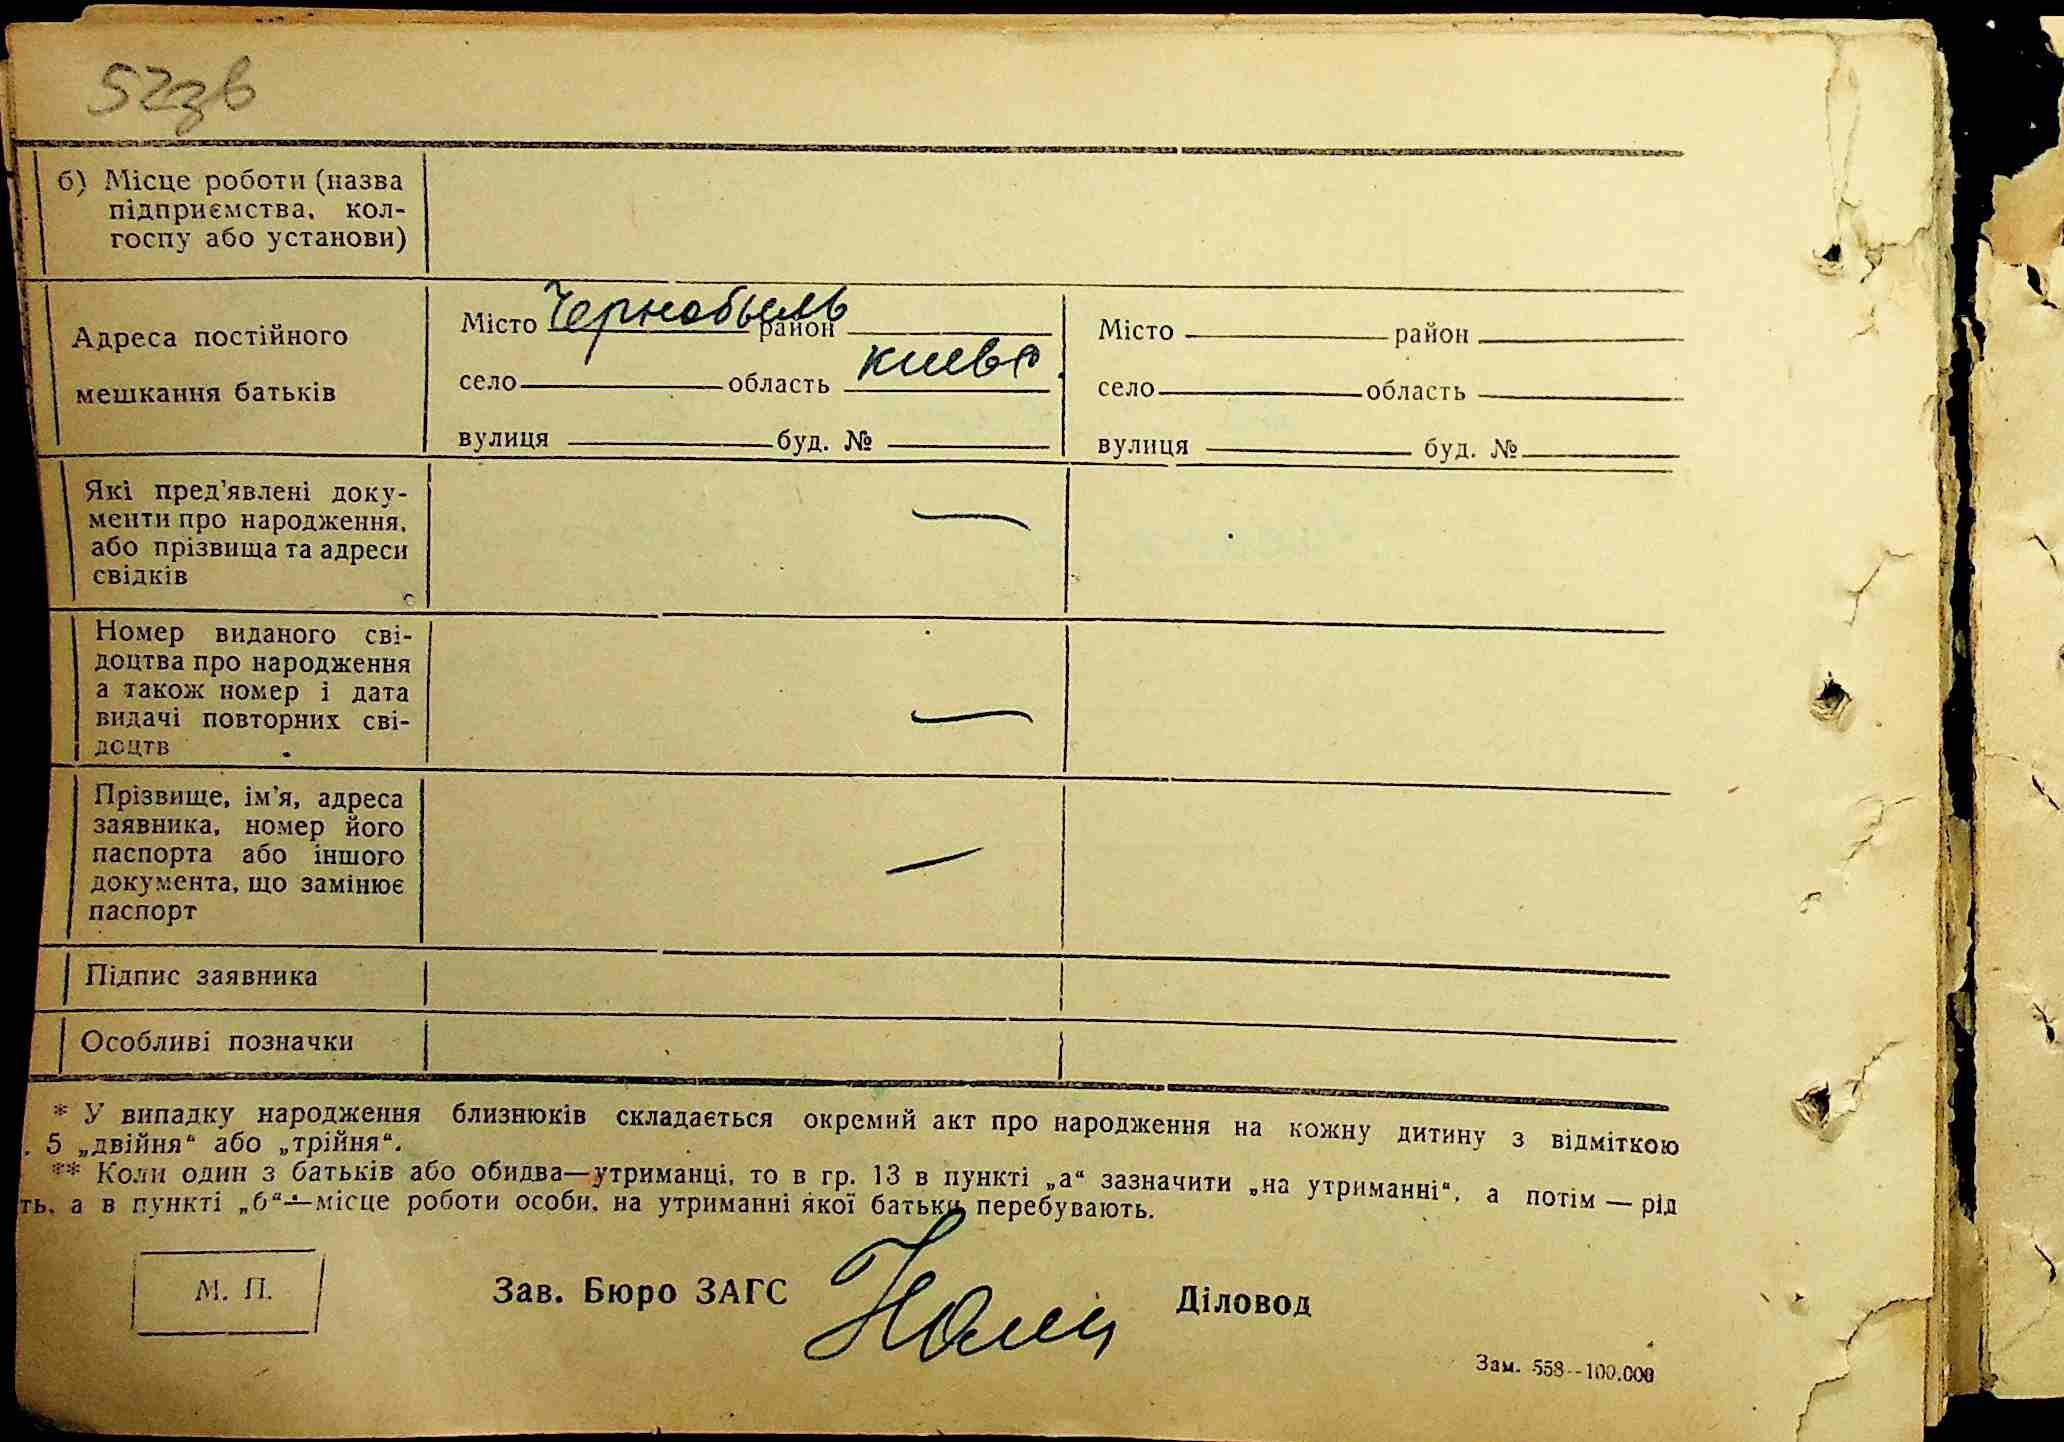 52зв
б) Місце роботи (назва
підприємства, кол-
госпу або установи)
Адреса постійного
мешкання батьків
Місто Чернобыль район
село область Киевс.
вулиця буд. №
Місто район
село область
вулиця буд. №
Які пред'явлені доку-
менти про народження,
або прізвища та адреси
свідків
—
Номер виданого сві-
доцтва про народження
а також номер і дата
видачі повторних сві-
доцтв
—
Прізвище, ім'я, адреса
заявника, номер його
паспорта або іншого
документа, що замінює
паспорт
—
Підпис заявника
Особливі позначки
* У випадку народження близнюків складається окремий акт про народження на кожну дитину з відміткою
. 5 „двійня“ або „трійня“.
** Коли один з батьків або обидва—утриманці, то в гр. 13 в пункті „а“ зазначити „на утриманні“, а потім — рід
ть, а в пункті „б“—місце роботи особи, на утриманні якої батьки перебувають.
М. П.
Зав. Бюро ЗАГС
Діловод
Зам. 558--100.000